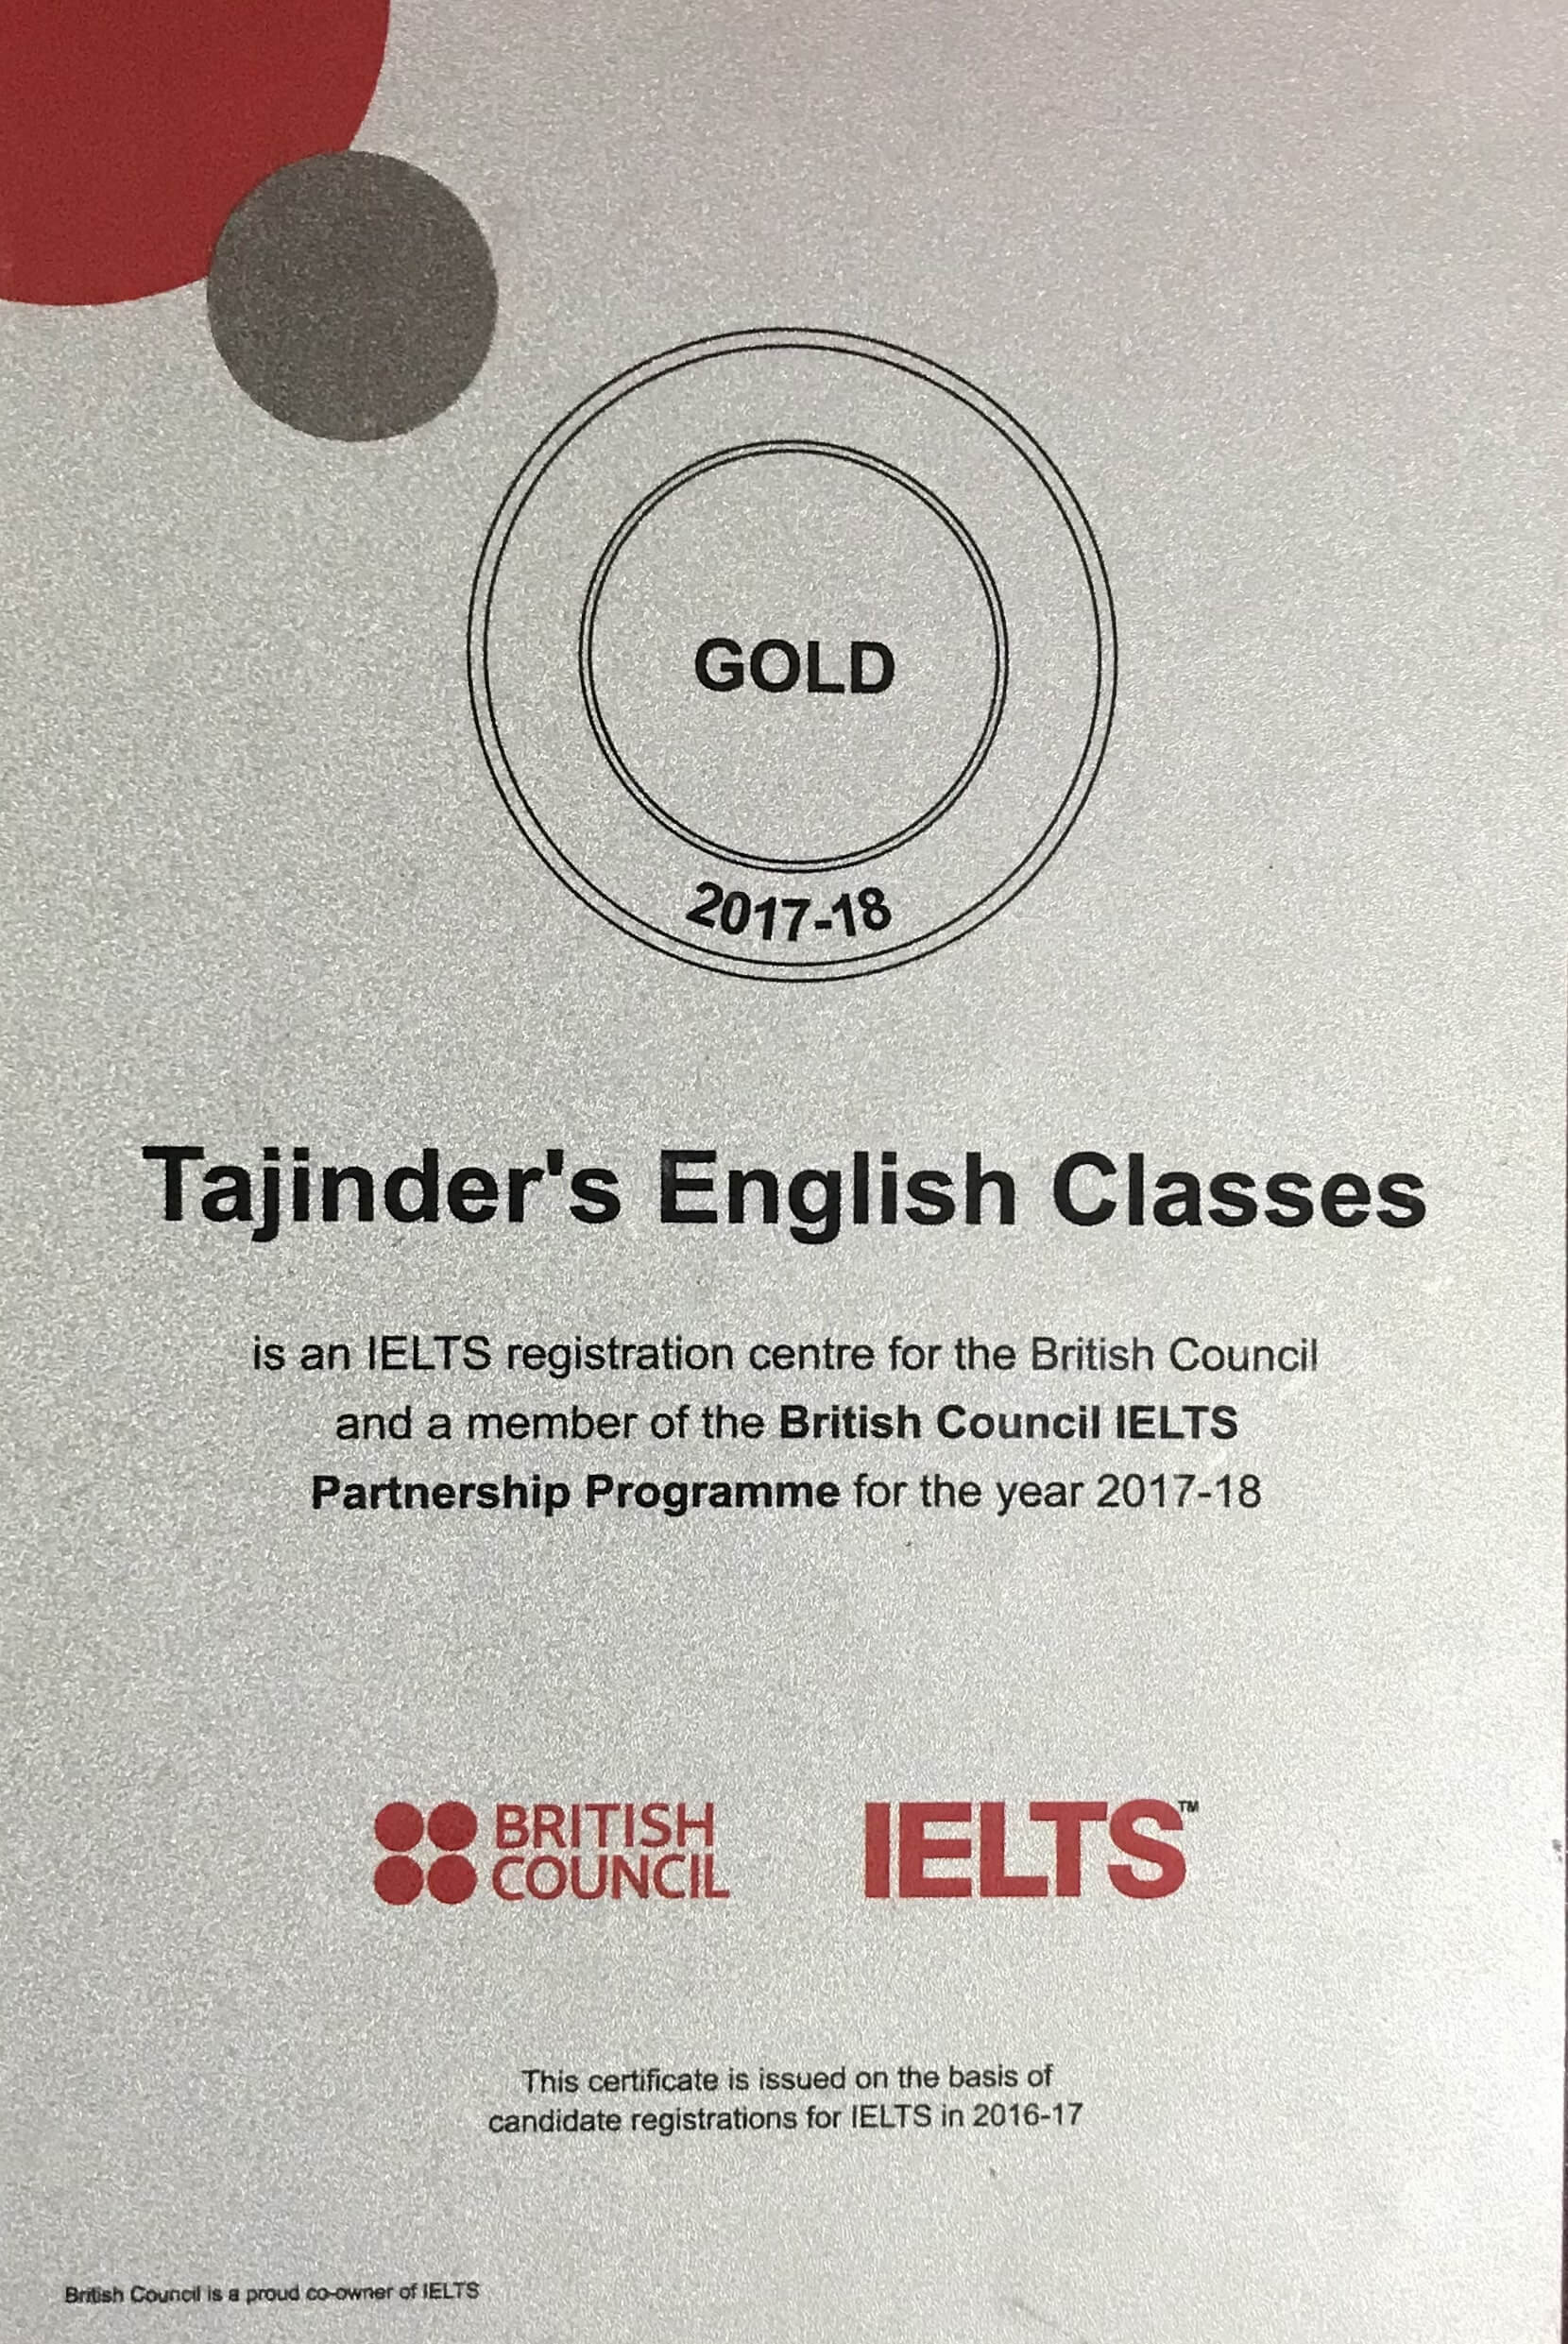 GOLD
2017-18
Tajinder's English Classes
is an IELTS registration centre for the British Council
and a member of the British Council IELTS
Partnership Programme for the year 2017-18
BRITISH
COUNCIL
IELTS™
This certificate is issued on the basis of
candidate registrations for IELTS in 2016-17
British Council is a proud co-owner of IELTS